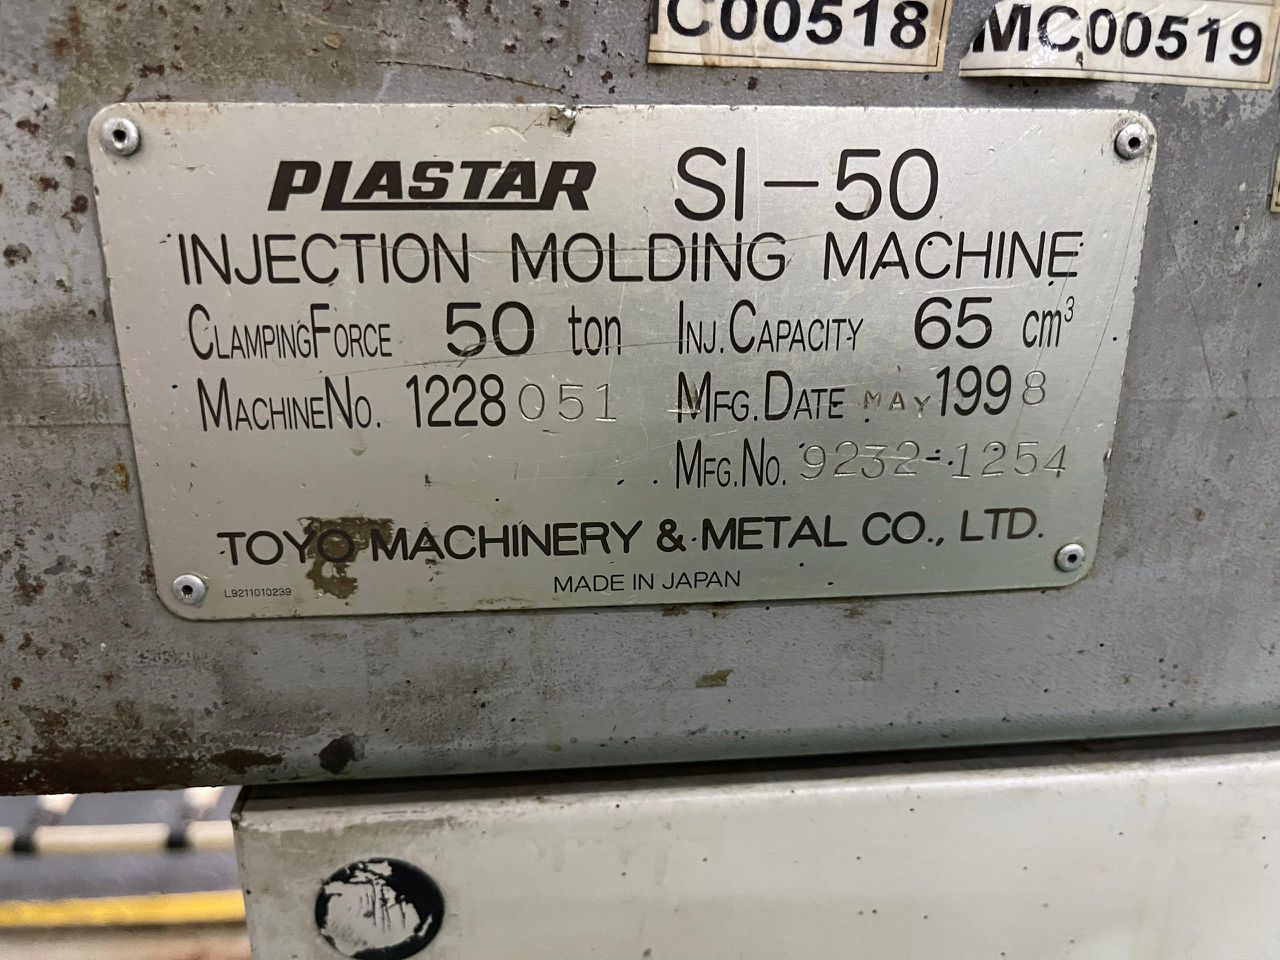 MC00518
MC00519
PLASTAR SI-50
INJECTION MOLDING MACHINE
CLAMPINGFORCE 50 ton INJ.CAPACITY 65 cm³
MACHINENO. 1228051 MFG.DATE MAY 1998
MFG.NO. 9232-1254
TOYO MACHINERY & METAL CO., LTD.
L9211010239
MADE IN JAPAN